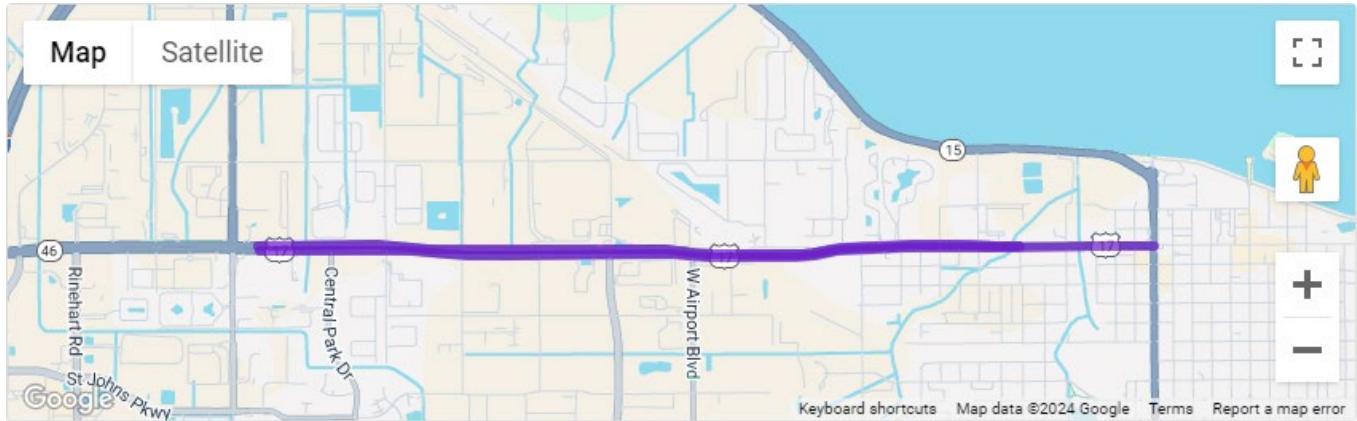 Map Satellite
15
46
17
17
17
Rinehart Rd
Central Park Dr
W Airport Blvd
St Johns Pkwy
Google
Keyboard shortcuts Map data ©2024 Google Terms Report a map error